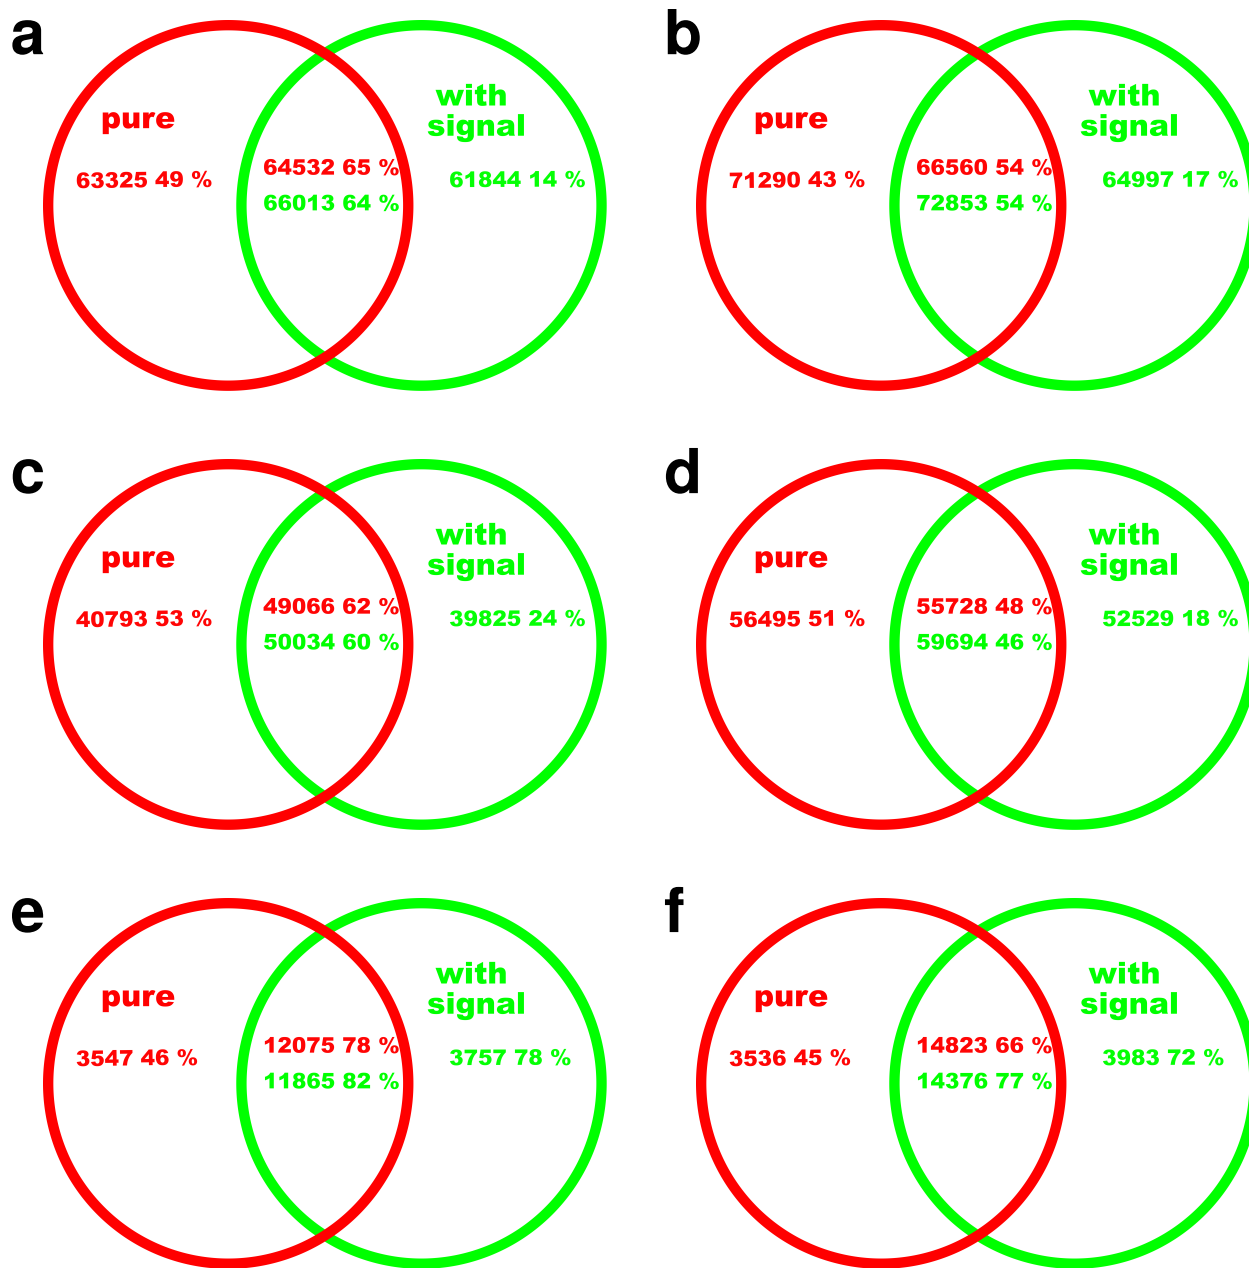 a
pure
with
signal
63325 49 %
64532 65 %
66013 64 %
61844 14 %
b
pure
with
signal
71290 43 %
66560 54 %
72853 54 %
64997 17 %
c
pure
with
signal
40793 53 %
49066 62 %
50034 60 %
39825 24 %
d
pure
with
signal
56495 51 %
55728 48 %
59694 46 %
52529 18 %
e
pure
with
signal
3547 46 %
12075 78 %
11865 82 %
3757 78 %
f
pure
with
signal
3536 45 %
14823 66 %
14376 77 %
3983 72 %